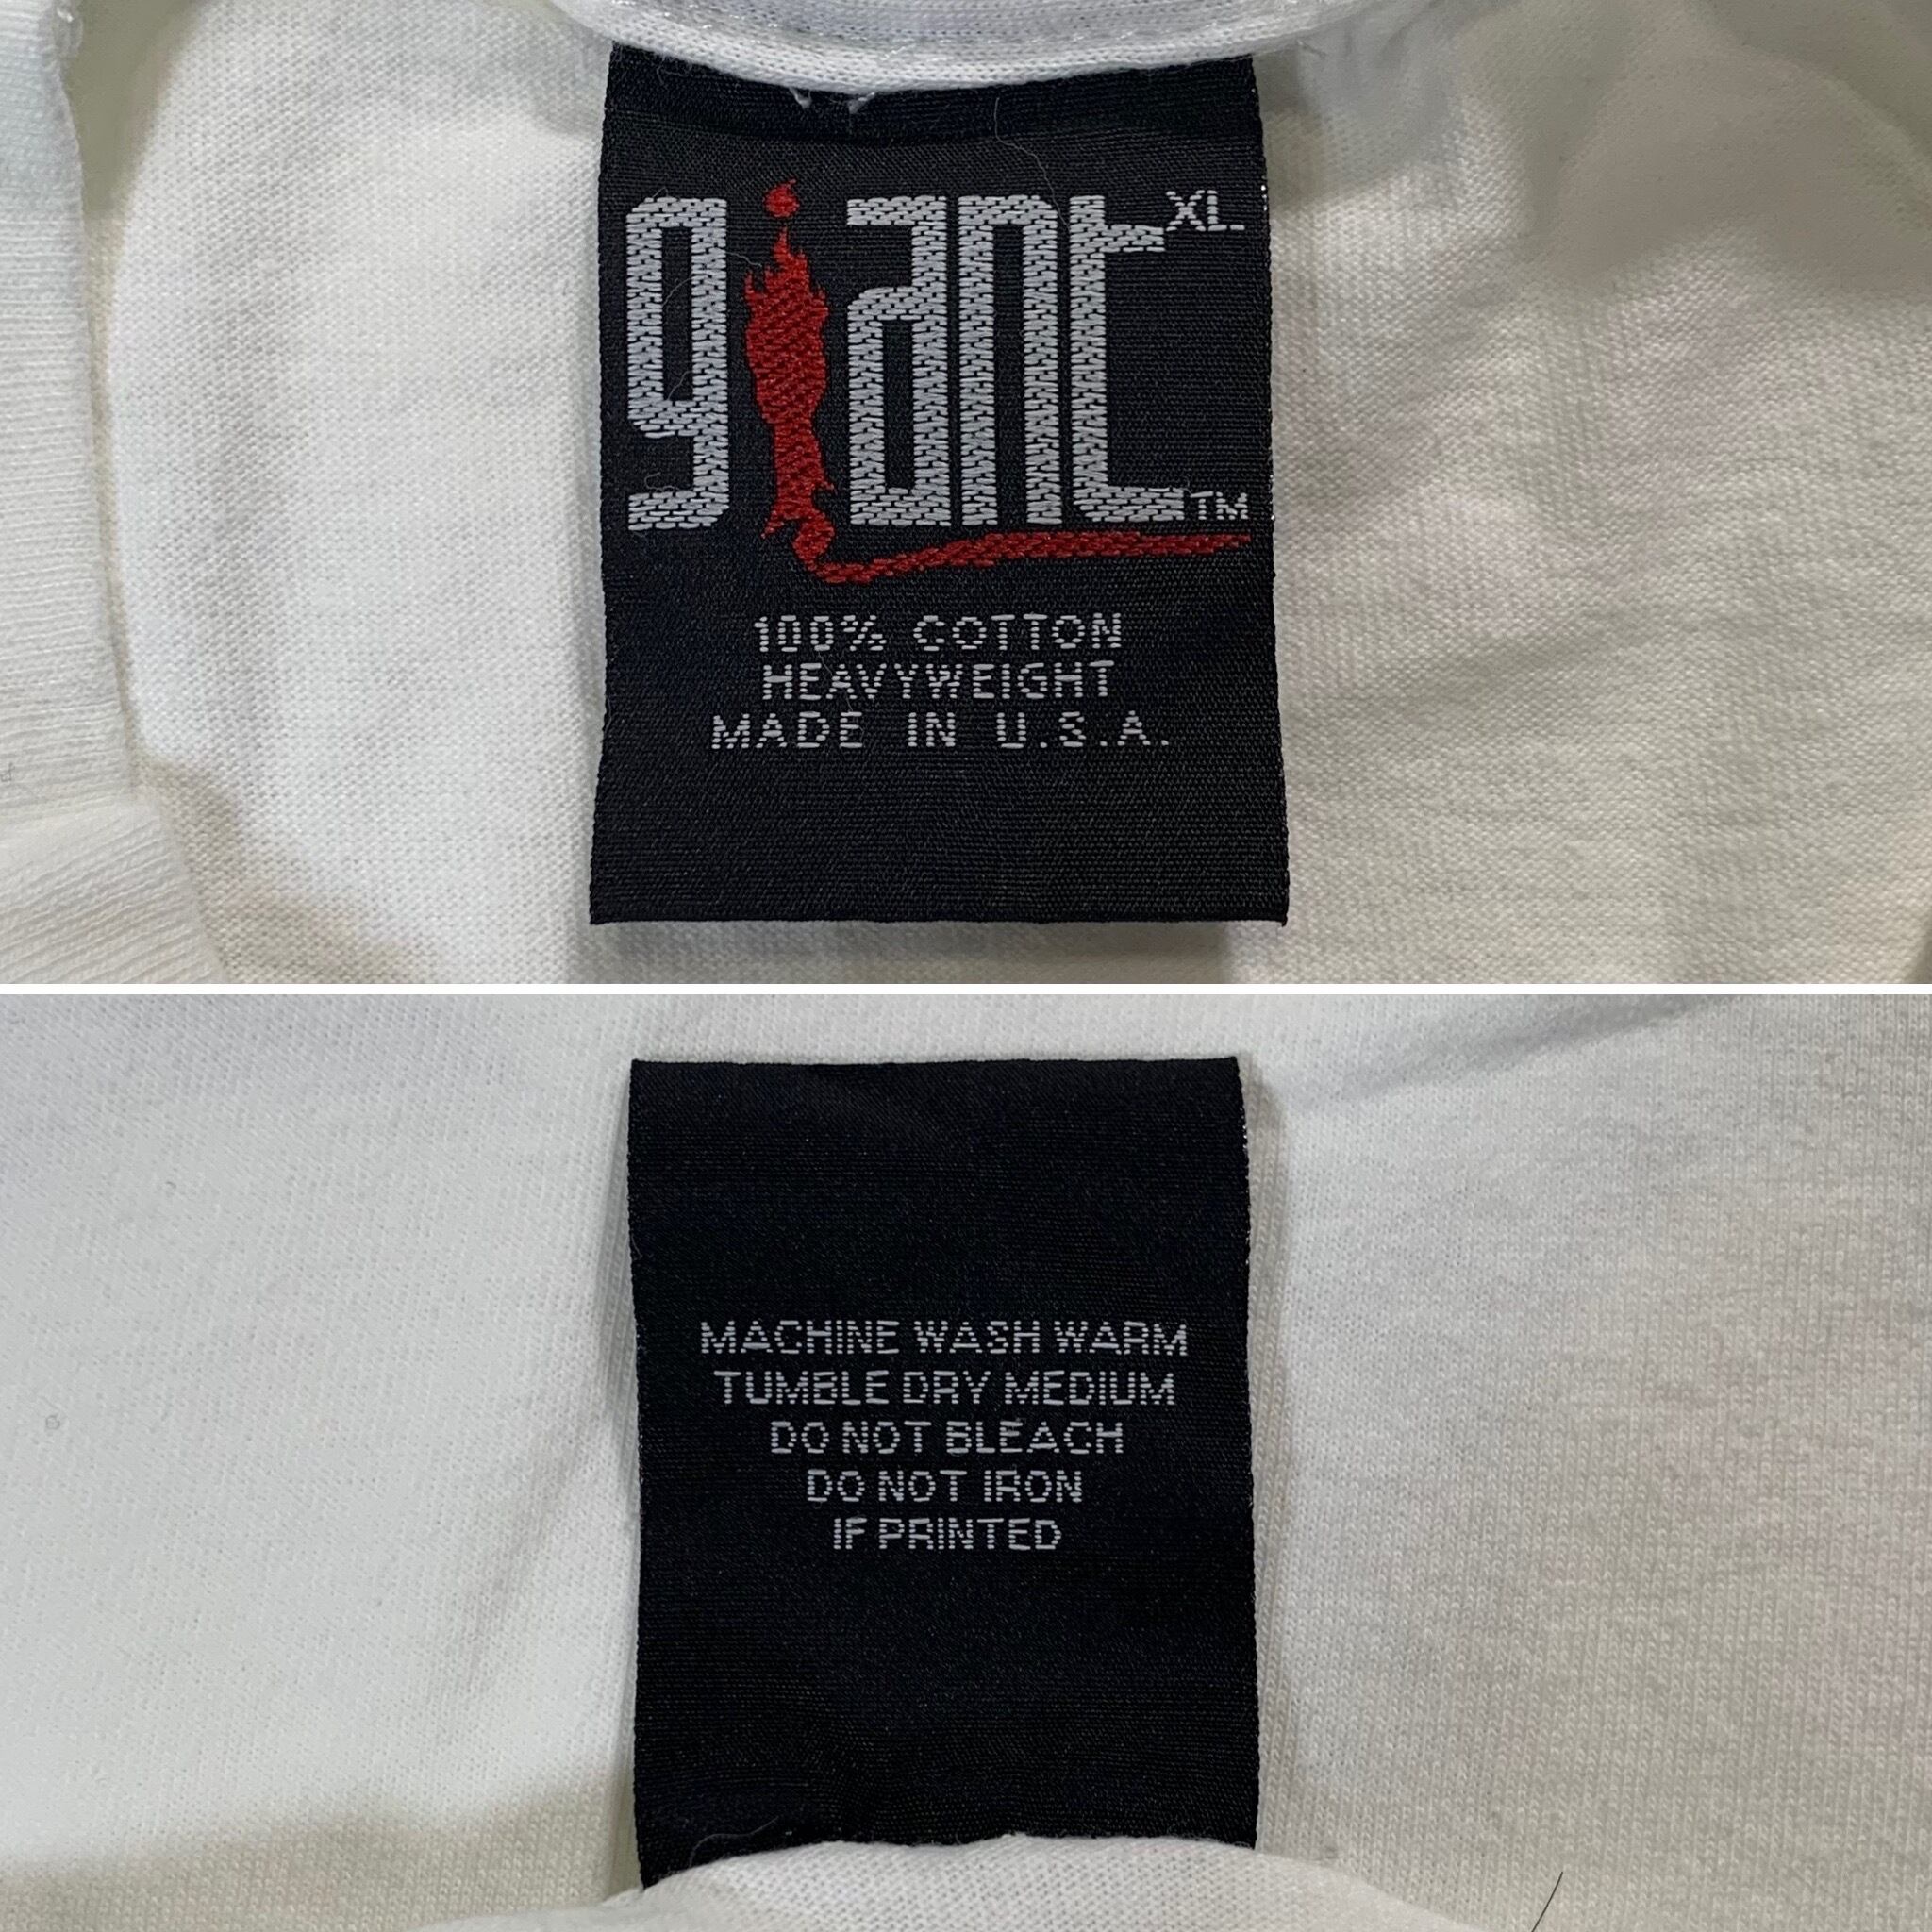 giant XL
TM
100% COTTON
HEAVYWEIGHT
MADE IN U.S.A.
MACHINE WASH WARM
TUMBLE DRY MEDIUM
DO NOT BLEACH
DO NOT IRON
IF PRINTED